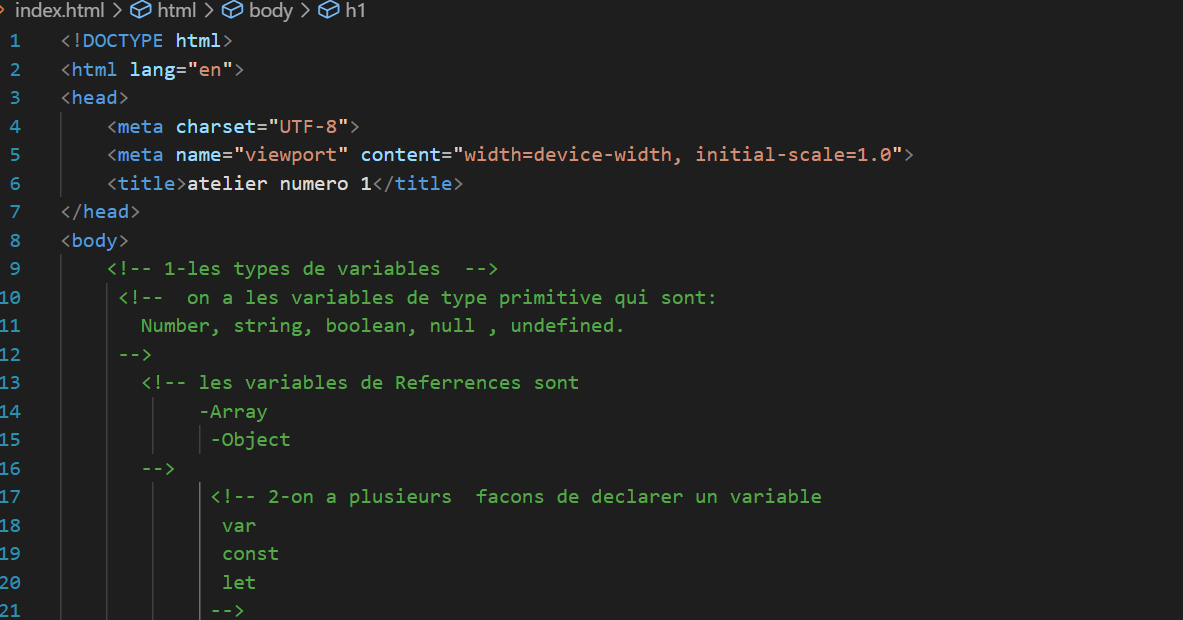 index.html > html > body > h1
1 <!DOCTYPE html>
2 <html lang="en">
3 <head>
4 <meta charset="UTF-8">
5 <meta name="viewport" content="width=device-width, initial-scale=1.0">
6 <title>atelier numero 1</title>
7 </head>
8 <body>
9 <!-- 1-les types de variables  -->
10 <!--  on a les variables de type primitive qui sont:
11 Number, string, boolean, null , undefined.
12 -->
13 <!-- les variables de Referrences sont
14 -Array
15 -Object
16 -->
17 <!-- 2-on a plusieurs  facons de declarer un variable
18 var
19 const
20 let
21 -->